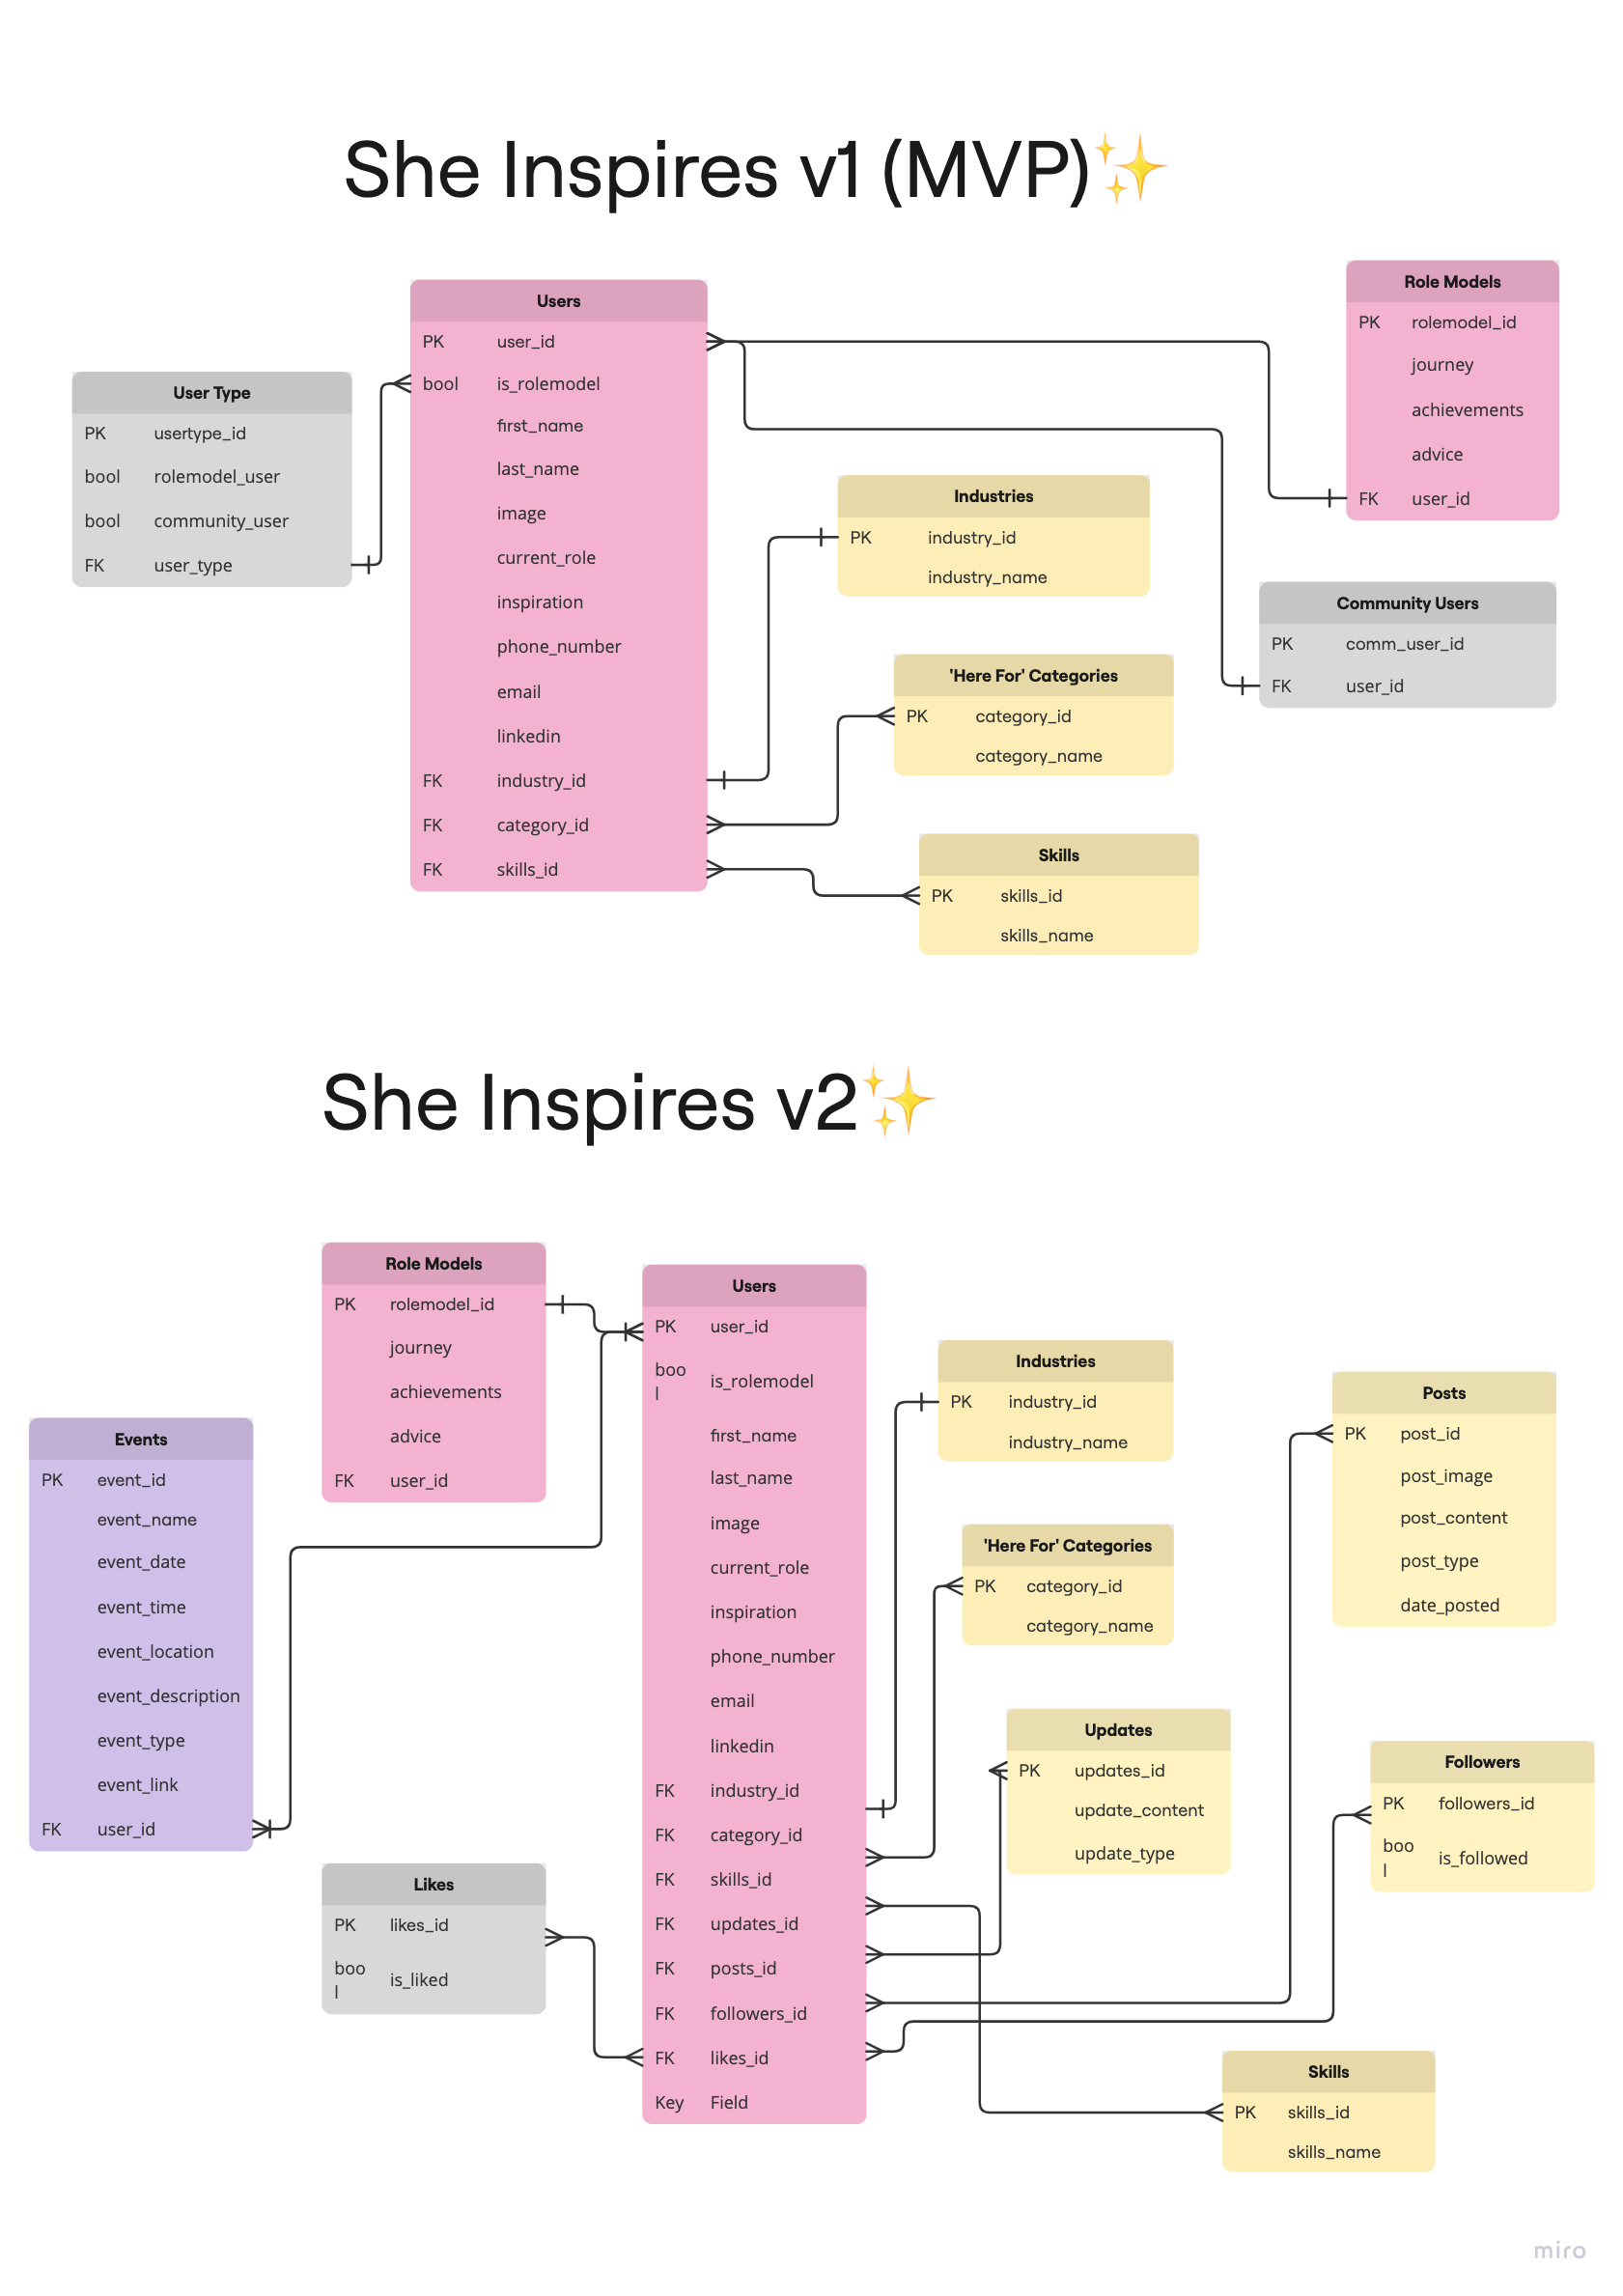 She Inspires v1 (MVP)✨
User Type
PK usertype_id
bool rolemodel_user
bool community_user
FK user_type
Users
PK user_id
bool is_rolemodel
first_name
last_name
image
current_role
inspiration
phone_number
email
linkedin
FK industry_id
FK category_id
FK skills_id
Industries
PK industry_id
industry_name
'Here For' Categories
PK category_id
category_name
Skills
PK skills_id
skills_name
Role Models
PK rolemodel_id
journey
achievements
advice
FK user_id
Community Users
PK comm_user_id
FK user_id
She Inspires v2✨
Events
PK event_id
event_name
event_date
event_time
event_location
event_description
event_type
event_link
FK user_id
Role Models
PK rolemodel_id
journey
achievements
advice
FK user_id
Likes
PK likes_id
boo
l is_liked
Users
PK user_id
boo
l is_rolemodel
first_name
last_name
image
current_role
inspiration
phone_number
email
linkedin
FK industry_id
FK category_id
FK skills_id
FK updates_id
FK posts_id
FK followers_id
FK likes_id
Key Field
Industries
PK industry_id
industry_name
'Here For' Categories
PK category_id
category_name
Updates
PK updates_id
update_content
update_type
Posts
PK post_id
post_image
post_content
post_type
date_posted
Followers
PK followers_id
boo
l is_followed
Skills
PK skills_id
skills_name
miro